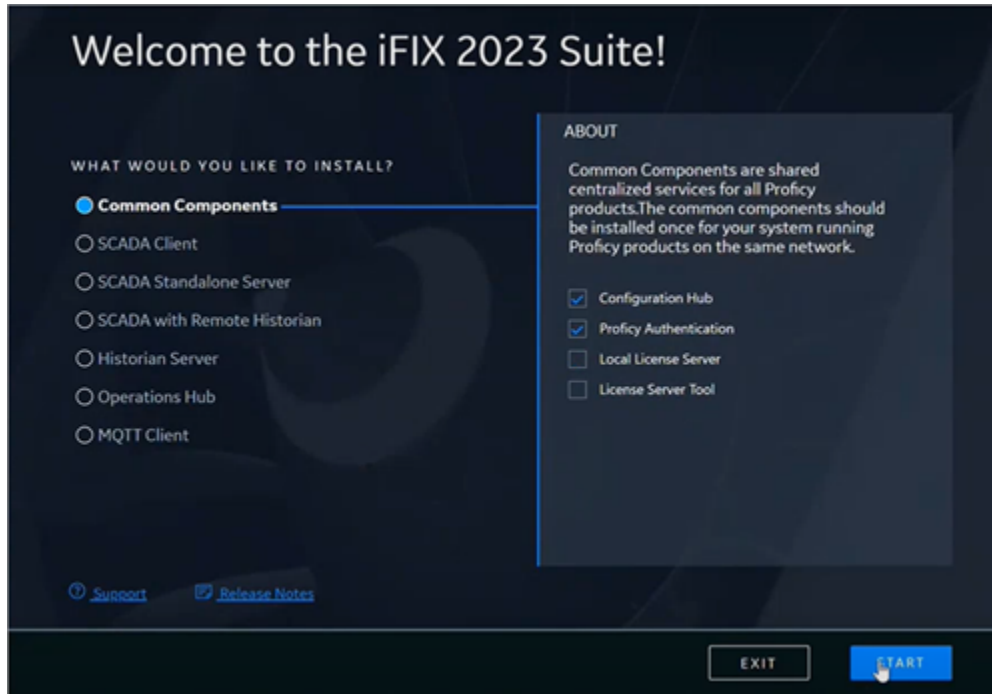 Welcome to the iFIX 2023 Suite!
WHAT WOULD YOU LIKE TO INSTALL?
Common Components
SCADA Client
SCADA Standalone Server
SCADA with Remote Historian
Historian Server
Operations Hub
MQTT Client
ABOUT
Common Components are shared
centralized services for all Proficy
products.The common components should
be installed once for your system running
Proficy products on the same network.
Configuration Hub
Proficy Authentication
Local License Server
License Server Tool
Support
Release Notes
EXIT
START